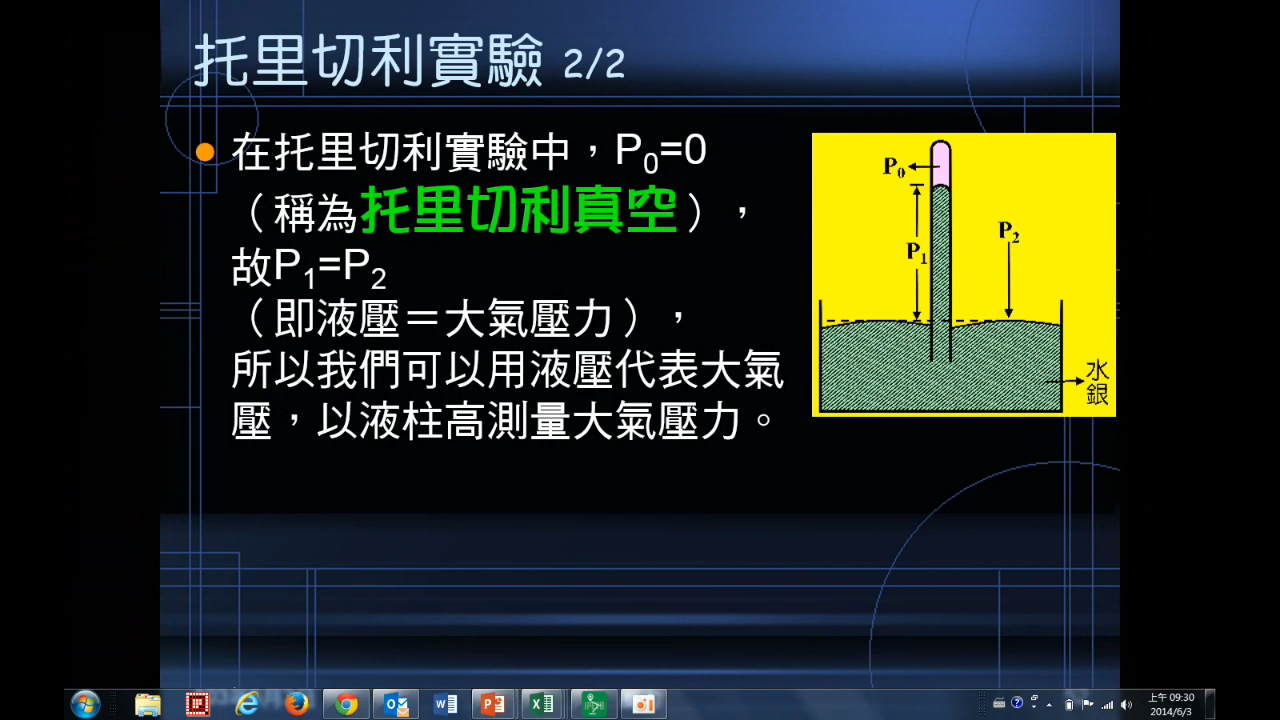 托里切利實驗 2/2
在托里切利實驗中，P₀=0
（稱為托里切利真空），
故P₁=P₂
（即液壓＝大氣壓力），
所以我們可以用液壓代表大氣
壓，以液柱高測量大氣壓力。
P₀
P₁
P₂
水銀
上午 09:30
2014/6/3